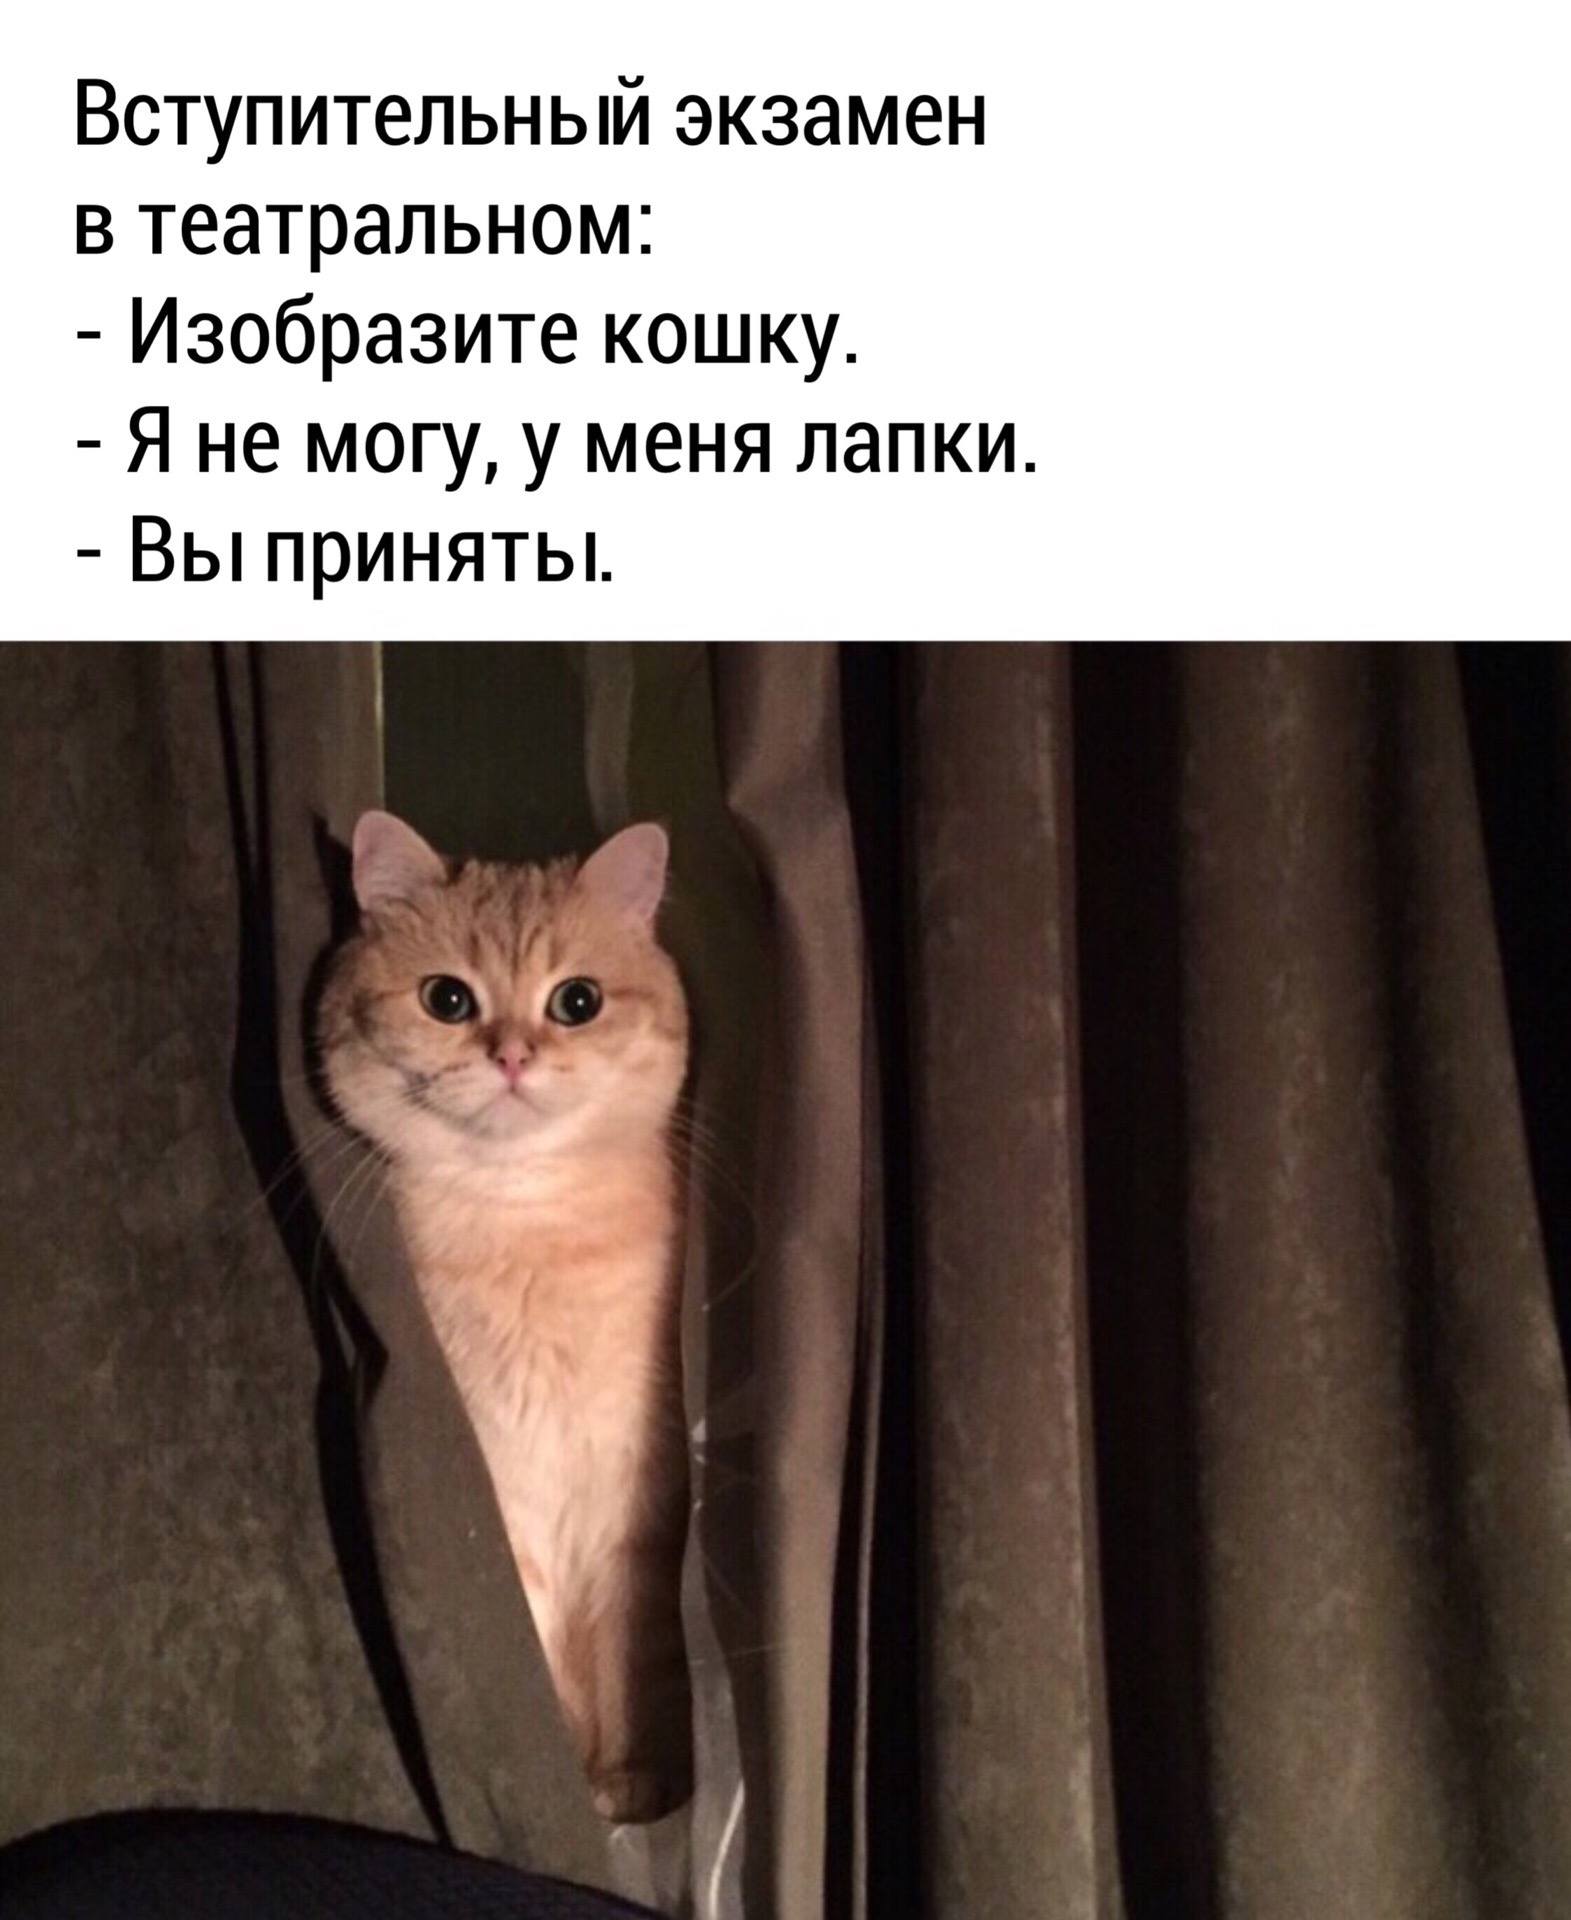 Вступительный экзамен
в театральном:
- Изобразите кошку.
- Я не могу, у меня лапки.
- Вы приняты.